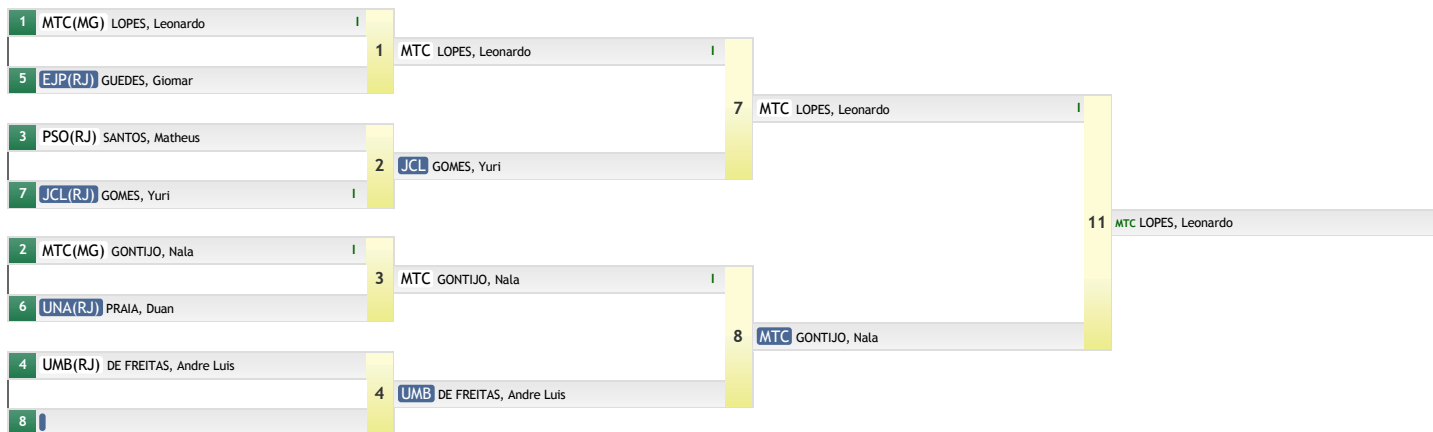 1 MTC(MG) LOPES, Leonardo I
1 MTC LOPES, Leonardo I
5 EJP(RJ) GUEDES, Giomar
7 MTC LOPES, Leonardo I
3 PSO(RJ) SANTOS, Matheus
2 JCL GOMES, Yuri
7 JCL(RJ) GOMES, Yuri I
11 MTC LOPES, Leonardo
2 MTC(MG) GONTIJO, Nala I
3 MTC GONTIJO, Nala I
6 UNA(RJ) PRAIA, Duan
8 MTC GONTIJO, Nala
4 UMB(RJ) DE FREITAS, Andre Luis
4 UMB DE FREITAS, Andre Luis
8